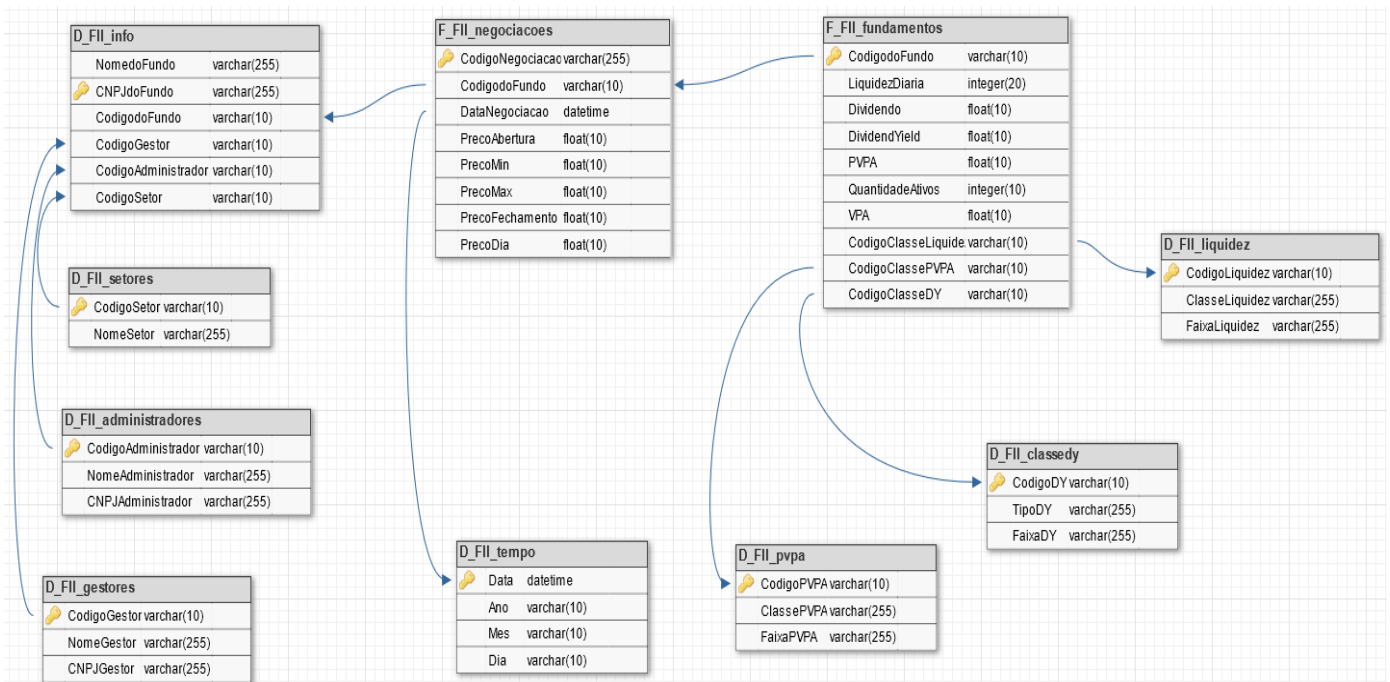 D_FII_info
NomedoFundo varchar(255)
CNPJdoFundo varchar(255)
CodigodoFundo varchar(10)
CodigoGestor varchar(10)
CodigoAdministrador varchar(10)
CodigoSetor varchar(10)
F_FII_negociacoes
CodigoNegociacao varchar(255)
CodigodoFundo varchar(10)
DataNegociacao datetime
PrecoAbertura float(10)
PrecoMin float(10)
PrecoMax float(10)
PrecoFechamento float(10)
PrecoDia float(10)
F_FII_fundamentos
CodigodoFundo varchar(10)
LiquidezDiaria integer(20)
Dividendo float(10)
DividendYield float(10)
PVPA float(10)
QuantidadeAtivos integer(10)
VPA float(10)
CodigoClasseLiquide varchar(10)
CodigoClassePVPA varchar(10)
CodigoClasseDY varchar(10)
D_FII_liquidez
CodigoLiquidez varchar(10)
ClasseLiquidez varchar(255)
FaixaLiquidez varchar(255)
D_FII_setores
CodigoSetor varchar(10)
NomeSetor varchar(255)
D_FII_administradores
CodigoAdministrador varchar(10)
NomeAdministrador varchar(255)
CNPJAdministrador varchar(255)
D_FII_classedy
CodigoDY varchar(10)
TipoDY varchar(255)
FaixaDY varchar(255)
D_FII_tempo
Data datetime
Ano varchar(10)
Mes varchar(10)
Dia varchar(10)
D_FII_pvpa
CodigoPVPA varchar(10)
ClassePVPA varchar(255)
FaixaPVPA varchar(255)
D_FII_gestores
CodigoGestor varchar(10)
NomeGestor varchar(255)
CNPJGestor varchar(255)